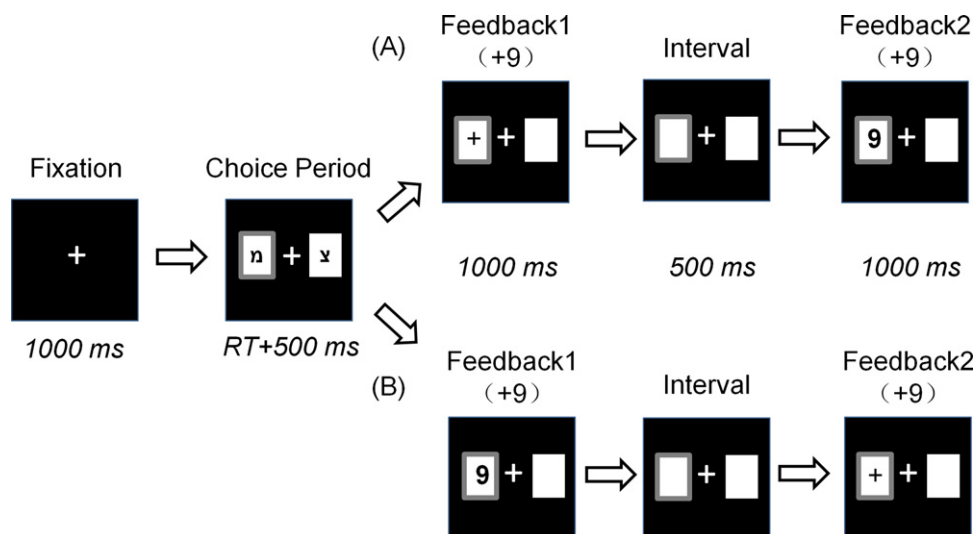 (A)
Feedback1
（+9）
Interval
Feedback2
（+9）
+ +
+
9 +
Fixation
Choice Period
+
מ + צ
1000 ms
500 ms
1000 ms
1000 ms
RT+500 ms
(B)
Feedback1
（+9）
Interval
Feedback2
（+9）
9 +
+
+ +